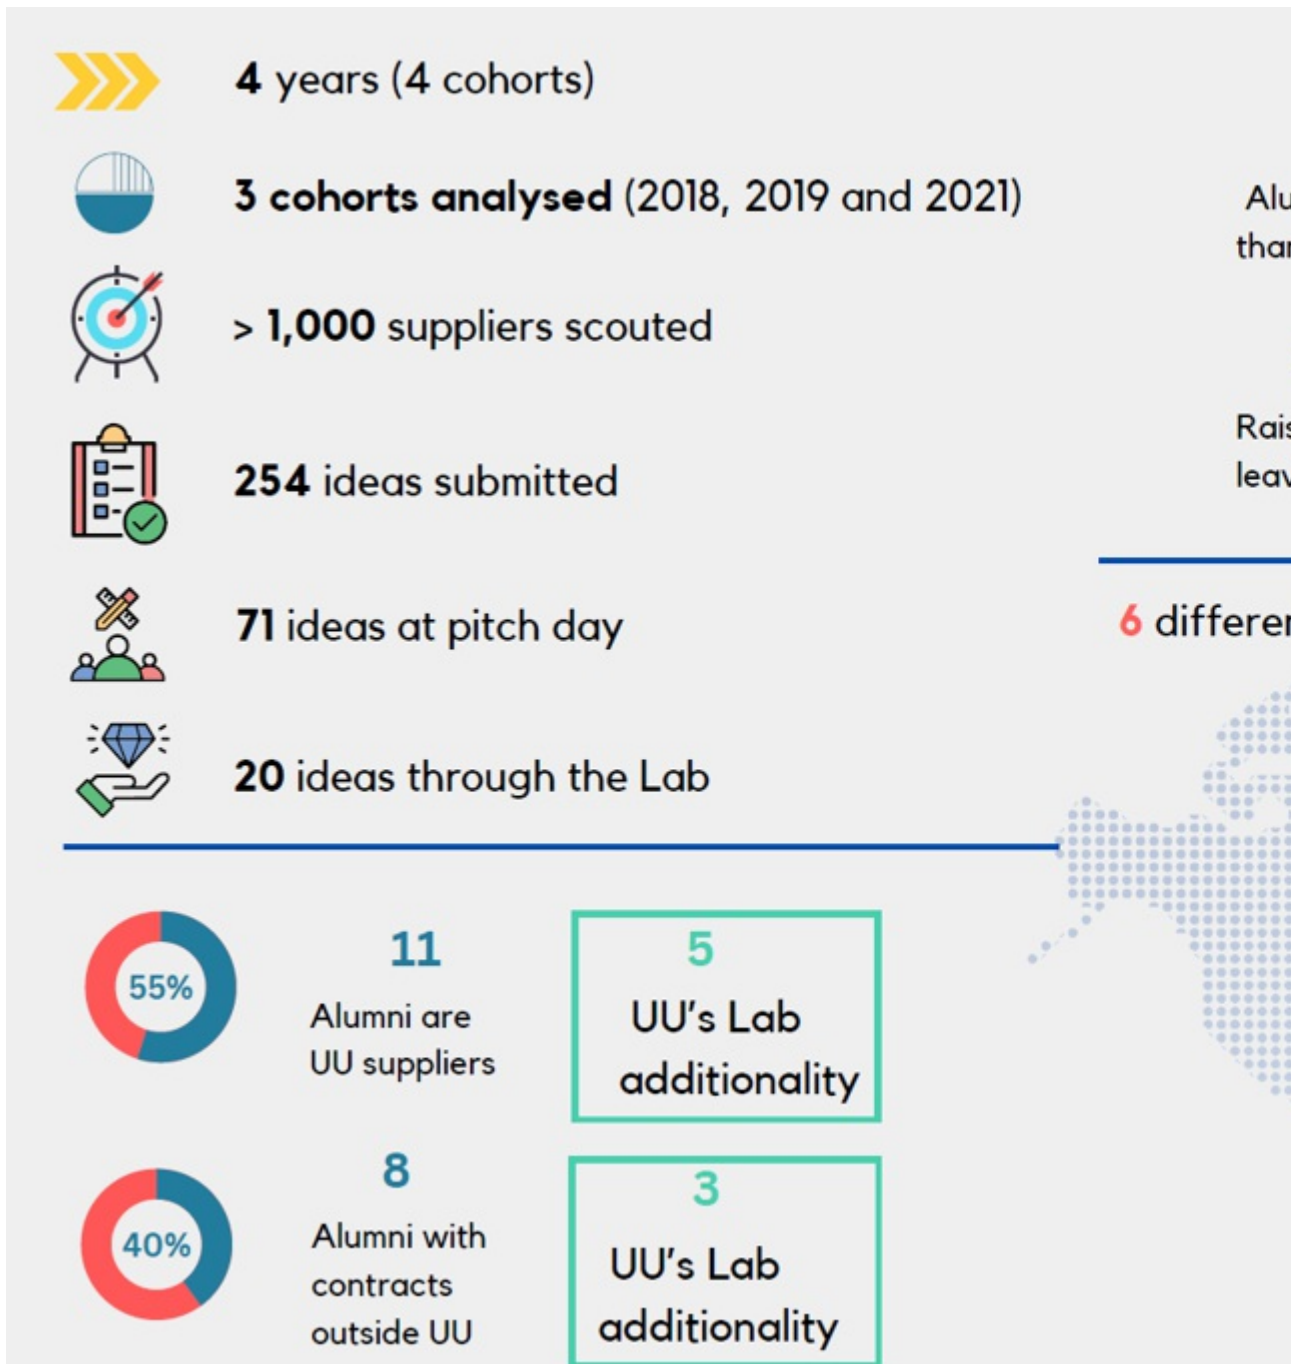 4 years (4 cohorts)
3 cohorts analysed (2018, 2019 and 2021)
> 1,000 suppliers scouted
254 ideas submitted
71 ideas at pitch day
20 ideas through the Lab
55%
11
Alumni are
UU suppliers
5
UU's Lab
additionality
40%
8
Alumni with
contracts
outside UU
3
UU's Lab
additionality
6